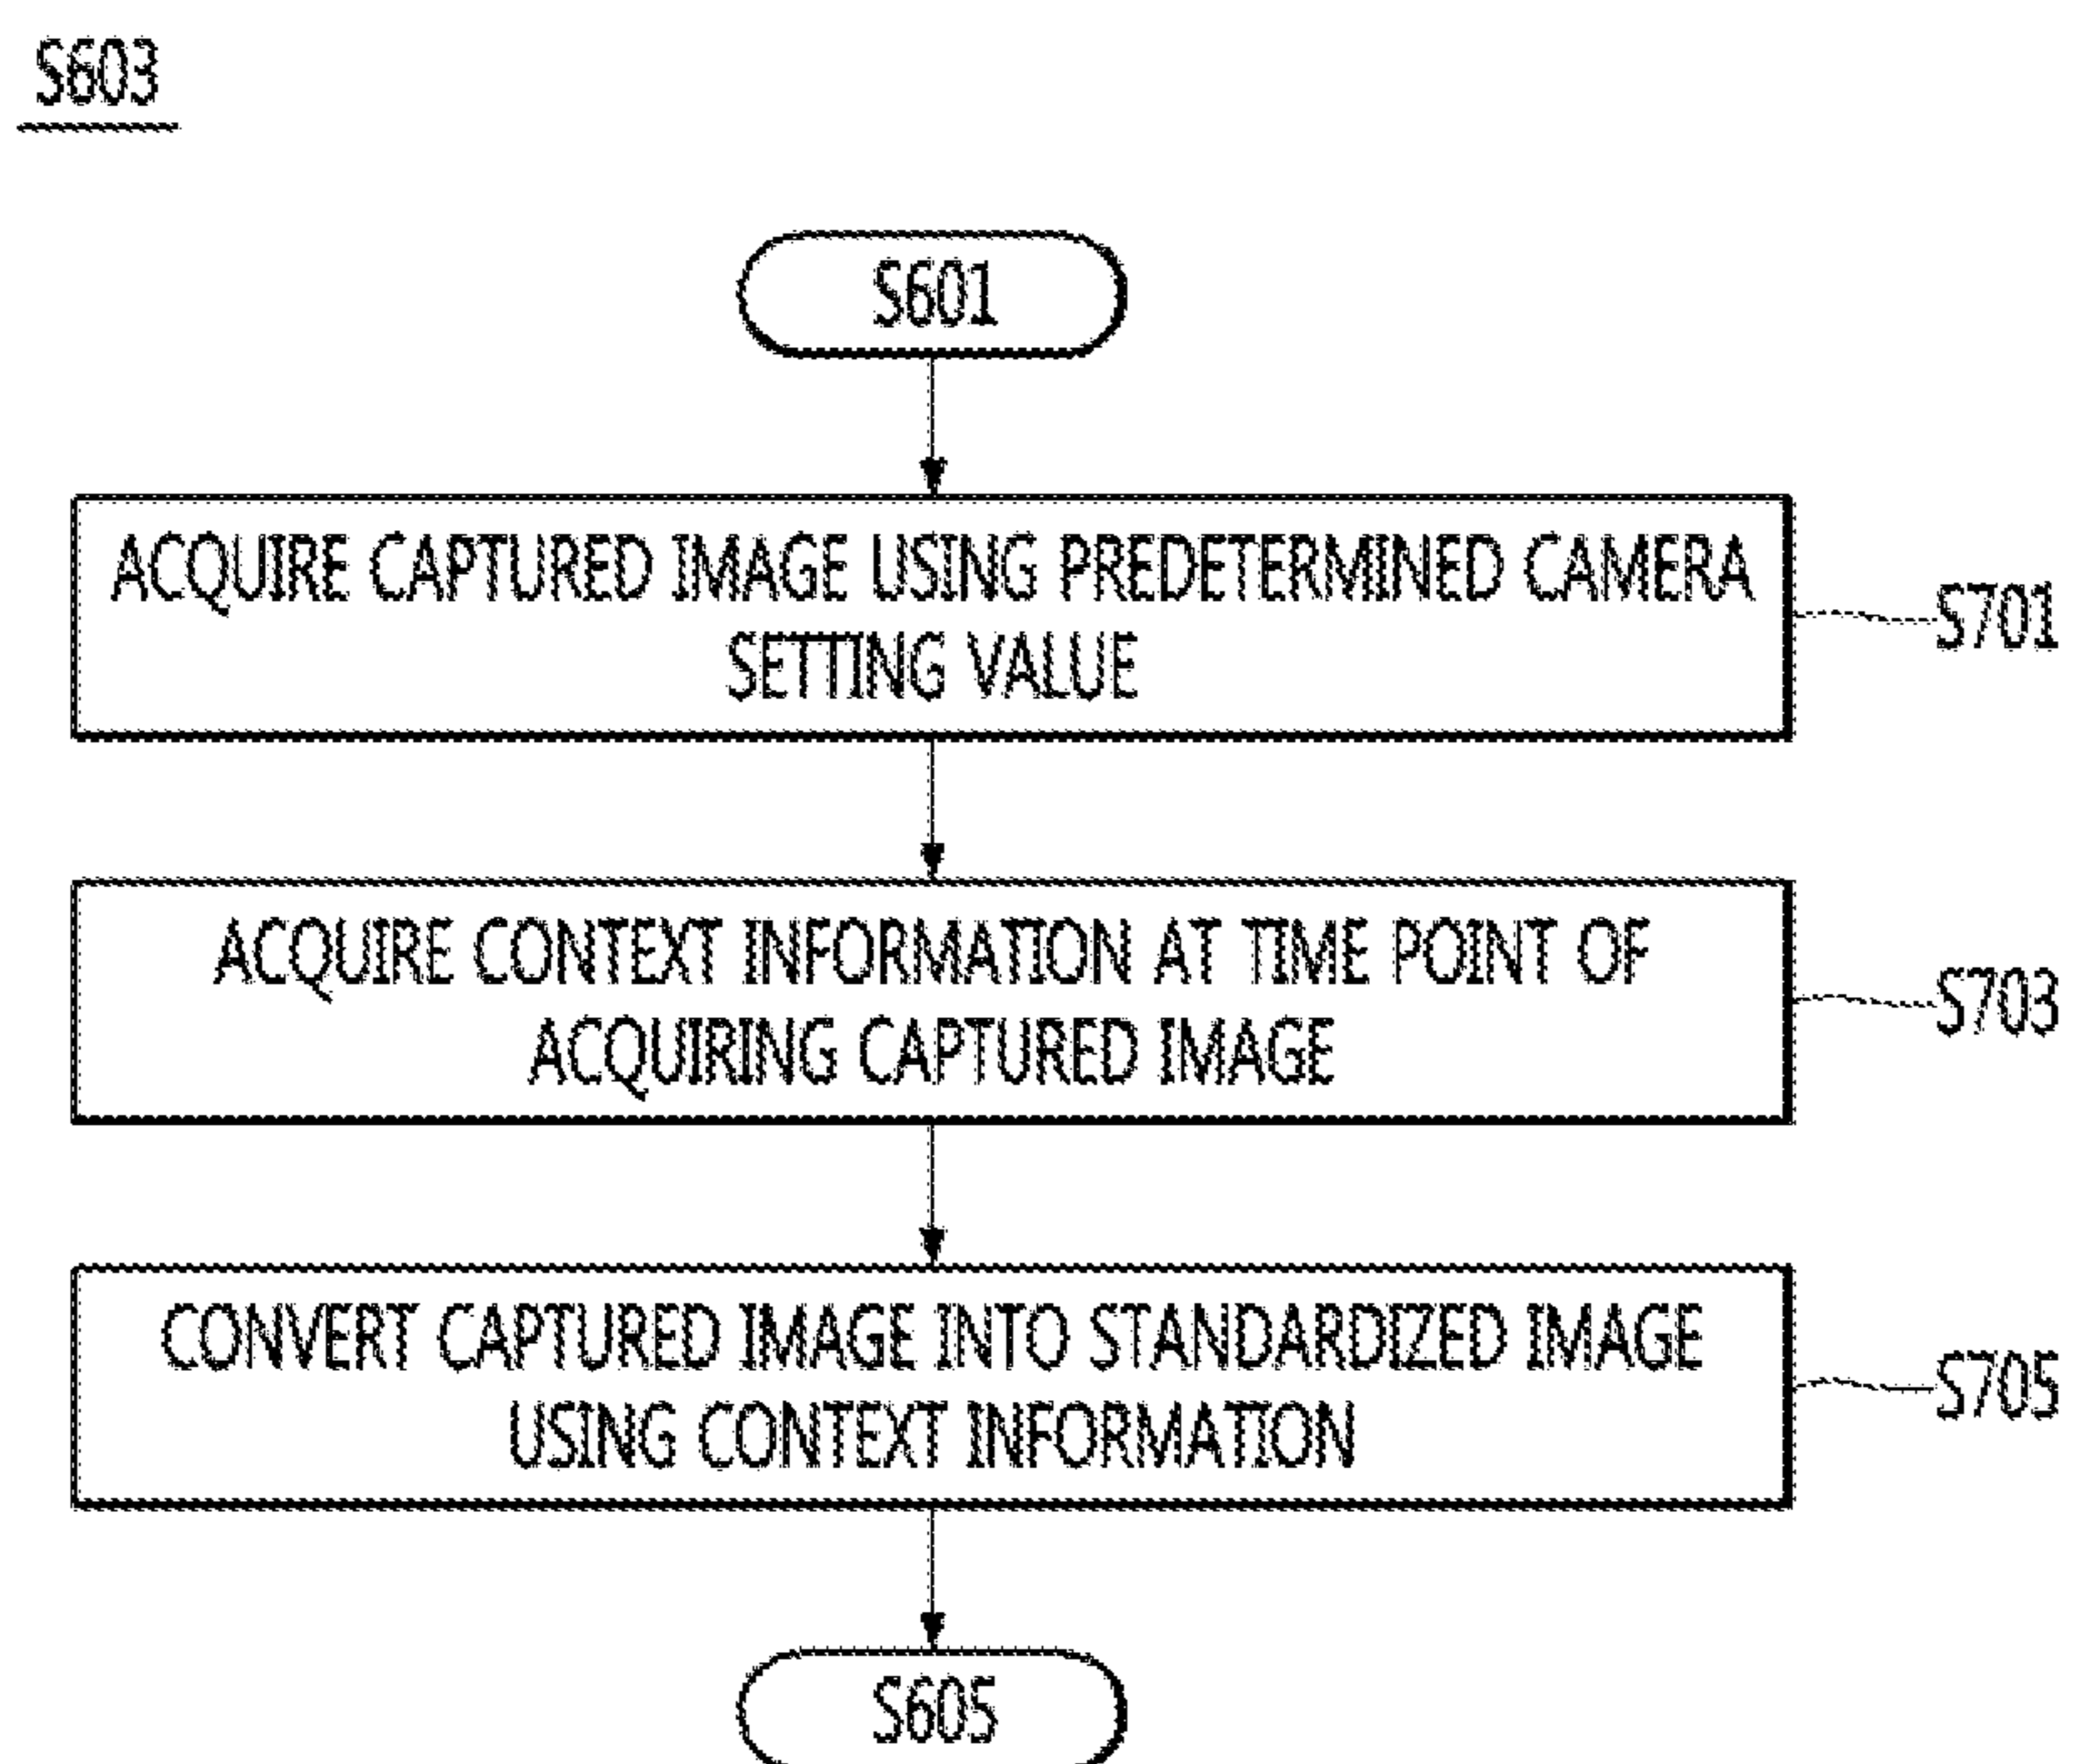 S603
S601
ACQUIRE CAPTURED IMAGE USING PREDETERMINED CAMERA
SETTING VALUE
S701
ACQUIRE CONTEXT INFORMATION AT TIME POINT OF
ACQUIRING CAPTURED IMAGE
S703
CONVERT CAPTURED IMAGE INTO STANDARDIZED IMAGE
USING CONTEXT INFORMATION
S705
S605